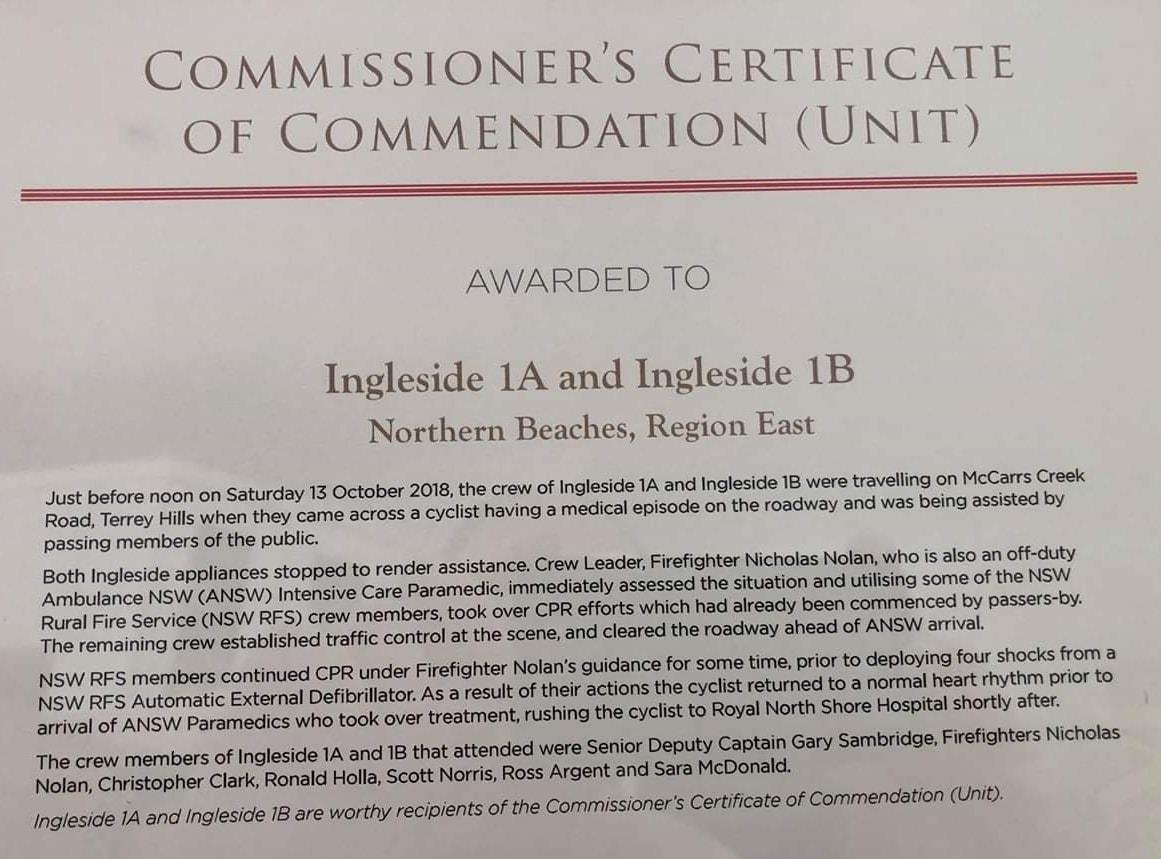 COMMISSIONER'S CERTIFICATE
OF COMMENDATION (UNIT)
AWARDED TO
Ingleside 1A and Ingleside 1B
Northern Beaches, Region East
Just before noon on Saturday 13 October 2018, the crew of Ingleside 1A and Ingleside 1B were travelling on McCarrs Creek
Road, Terrey Hills when they came across a cyclist having a medical episode on the roadway and was being assisted by
passing members of the public.
Both Ingleside appliances stopped to render assistance. Crew Leader, Firefighter Nicholas Nolan, who is also an off-duty
Ambulance NSW (ANSW) Intensive Care Paramedic, immediately assessed the situation and utilising some of the NSW
Rural Fire Service (NSW RFS) crew members, took over CPR efforts which had already been commenced by passers-by.
The remaining crew established traffic control at the scene, and cleared the roadway ahead of ANSW arrival.
NSW RFS members continued CPR under Firefighter Nolan's guidance for some time, prior to deploying four shocks from a
NSW RFS Automatic External Defibrillator. As a result of their actions the cyclist returned to a normal heart rhythm prior to
arrival of ANSW Paramedics who took over treatment, rushing the cyclist to Royal North Shore Hospital shortly after.
The crew members of Ingleside 1A and 1B that attended were Senior Deputy Captain Gary Sambridge, Firefighters Nicholas
Nolan, Christopher Clark, Ronald Holla, Scott Norris, Ross Argent and Sara McDonald.
Ingleside 1A and Ingleside 1B are worthy recipients of the Commissioner's Certificate of Commendation (Unit).